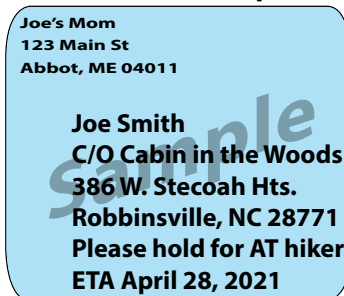 Joe's Mom
123 Main St
Abbot, ME 04011
Sample
Joe Smith
C/O Cabin in the Woods
386 W. Stecoah Hts.
Robbinsville, NC 28771
Please hold for AT hiker
ETA April 28, 2021